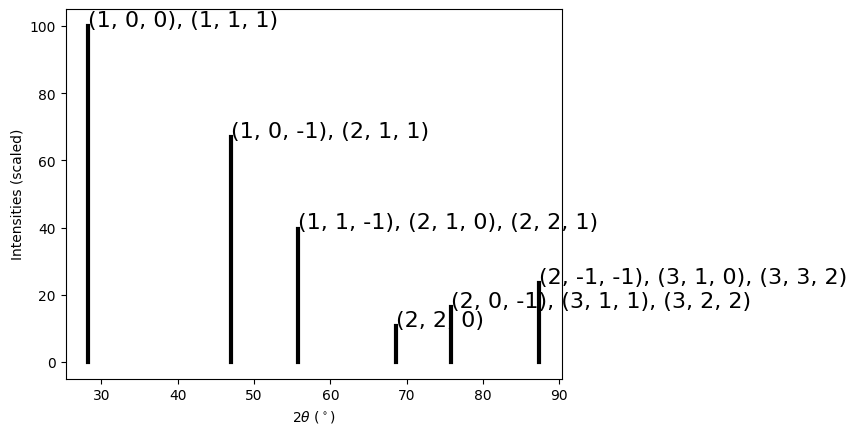 100
80
60
40
20
0
Intensities (scaled)
(1, 0, 0), (1, 1, 1)
(1, 0, -1), (2, 1, 1)
(1, 1, -1), (2, 1, 0), (2, 2, 1)
(2, -1, -1), (3, 1, 0), (3, 3, 2)
(2, 0, -1), (3, 1, 1), (3, 2, 2)
(2, 2, 0)
30 40 50 60 70 80 90
2θ (°)